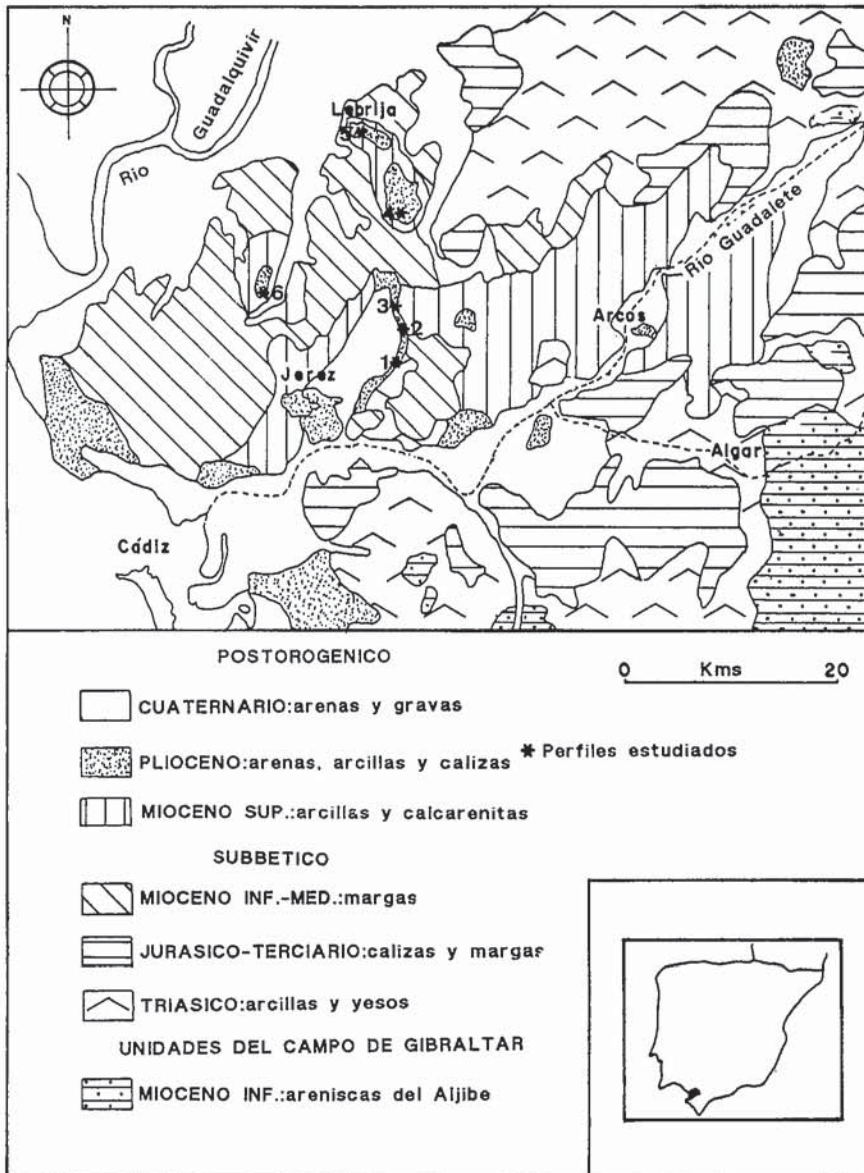 N
Rio Guadalquivir
Lebrija
5
4
6
3
2
1
Rio Guadalete
Arcos
Jerez
Algar
Cádiz
POSTOROGENICO
0 Kms 20
CUATERNARIO:arenas y gravas
PLIOCENO:arenas, arcillas y calizas
* Perfiles estudiados
MIOCENO SUP.:arcillas y calcarenitas
SUBBETICO
MIOCENO INF.-MED.:margas
JURASICO-TERCIARIO:calizas y margas
TRIASICO:arcillas y yesos
UNIDADES DEL CAMPO DE GIBRALTAR
MIOCENO INF.:areniscas del Aljibe